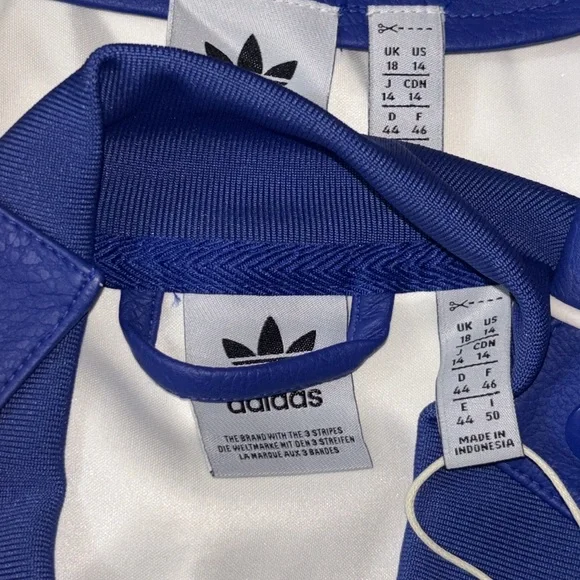 UK US
18 14
J CDN
14 14
D F
44 46
UK US
18 14
J CDN
14 14
D F
44 46
E I
44 50
MADE IN
INDONESIA
adidas
THE BRAND WITH THE 3 STRIPES
DIE WELTMARKE MIT DEN 3 STREIFEN
LA MARQUE AUX 3 BANDES